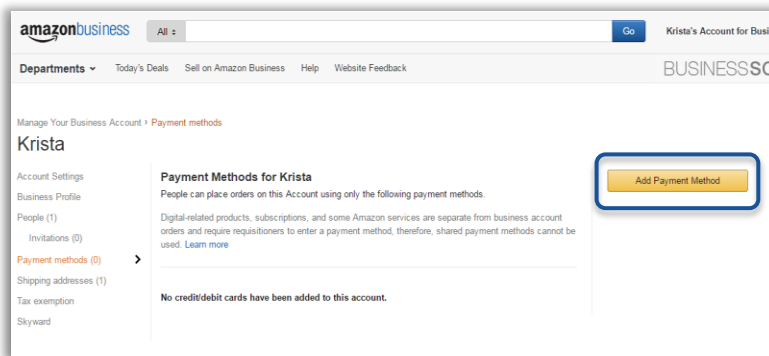 amazonbusiness All Go Krista's Account for Busi
Departments Today's Deals Sell on Amazon Business Help Website Feedback BUSINESSSO
Manage Your Business Account › Payment methods
Krista
Account Settings
Business Profile
People (1)
Invitations (0)
Payment methods (0)
Shipping addresses (1)
Tax exemption
Skyward
Payment Methods for Krista
People can place orders on this Account using only the following payment methods.
Digital-related products, subscriptions, and some Amazon services are separate from business account
orders and require requisitioners to enter a payment method, therefore, shared payment methods cannot be
used. Learn more
No credit/debit cards have been added to this account.
Add Payment Method